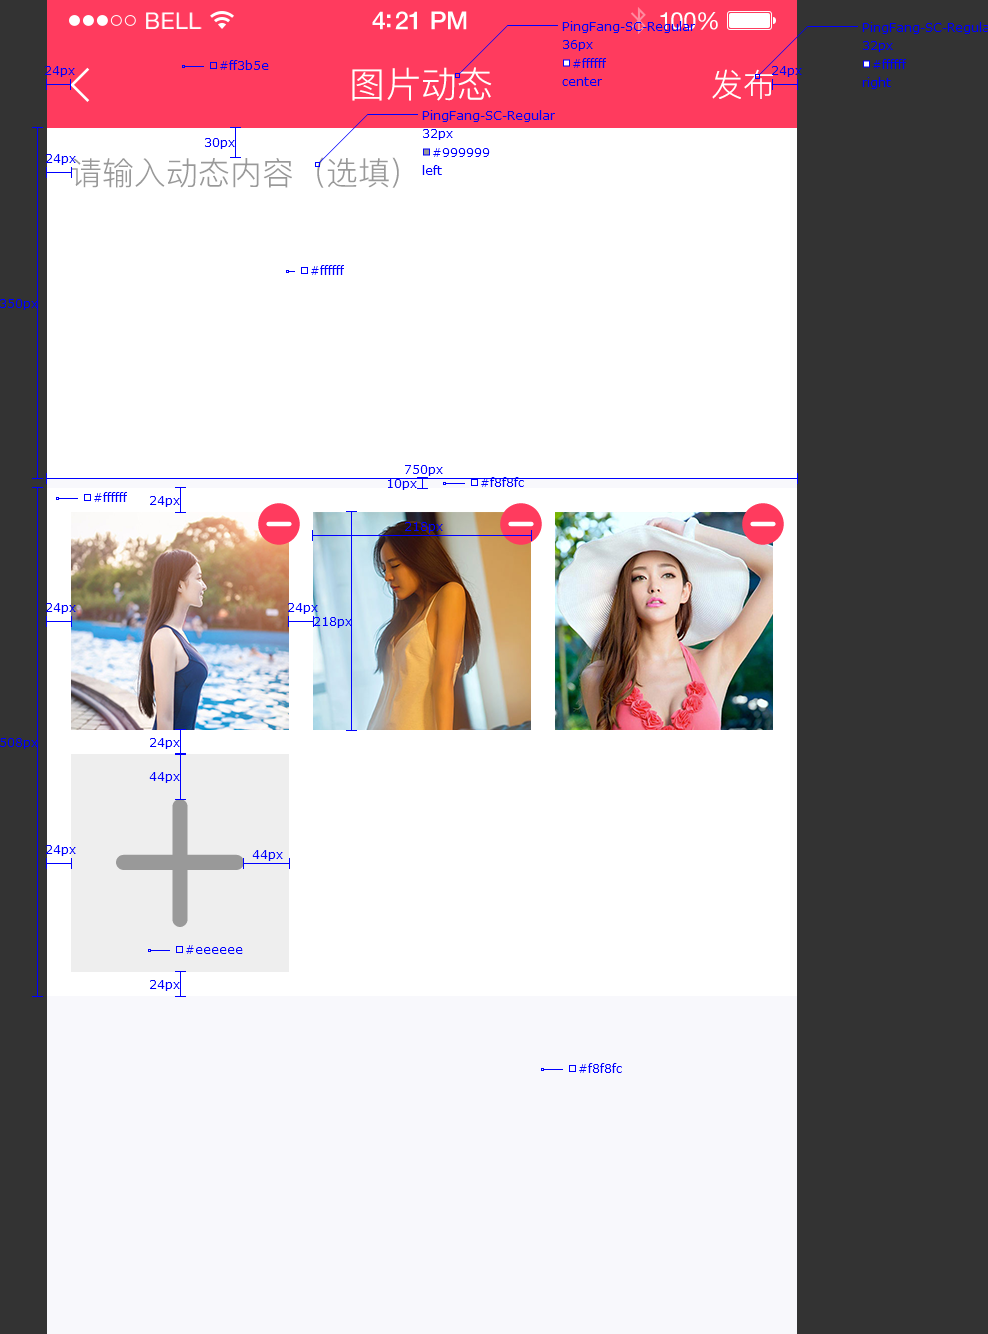 BELL 4:21 PM 100%
PingFang-SC-Regular
36px
#ffffff
center
PingFang-SC-Regula
32px
#ffffff
right
24px
#ff3b5e
图片动态
发布
24px
PingFang-SC-Regular
32px
#999999
left
30px
24px
请输入动态内容（选填）
#ffffff
350px
750px
10px
#f8f8fc
#ffffff
24px
218px
24px
24px
218px
508px
24px
44px
24px
44px
#eeeeee
24px
#f8f8fc